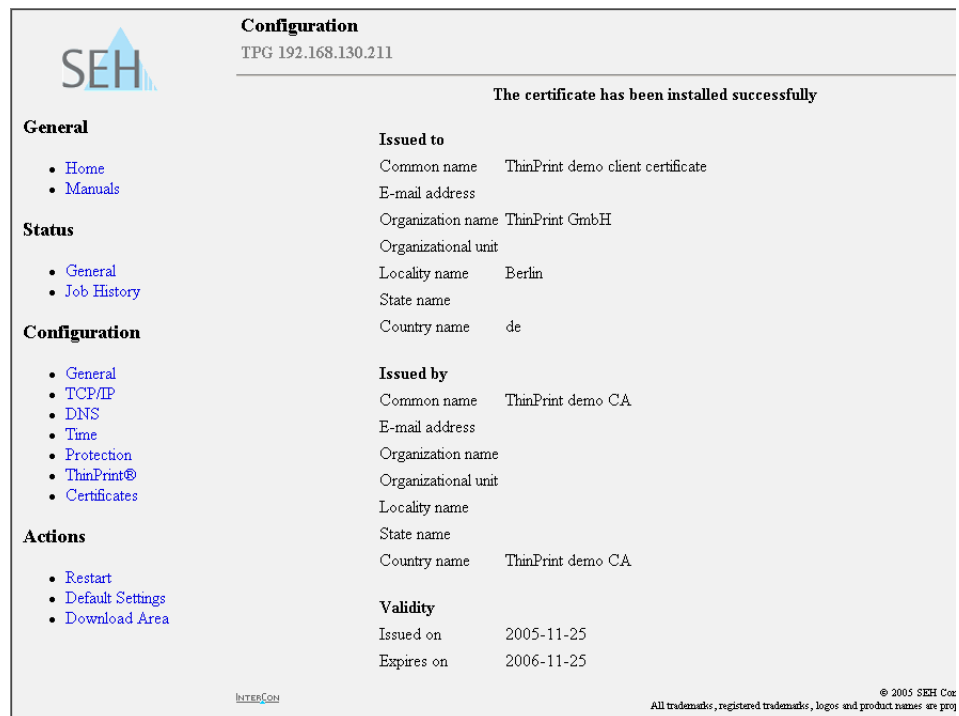 SEH
Configuration
TPG 192.168.130.211
The certificate has been installed successfully
General
Home
Manuals
Status
General
Job History
Configuration
General
TCP/IP
DNS
Time
Protection
ThinPrint®
Certificates
Actions
Restart
Default Settings
Download Area
Issued to
Common name ThinPrint demo client certificate
E-mail address
Organization name ThinPrint GmbH
Organizational unit
Locality name Berlin
State name
Country name de
Issued by
Common name ThinPrint demo CA
E-mail address
Organization name
Organizational unit
Locality name
State name
Country name ThinPrint demo CA
Validity
Issued on 2005-11-25
Expires on 2006-11-25
INTERCON
© 2005 SEH Com
All trademarks, registered trademarks, logos and product names are prop